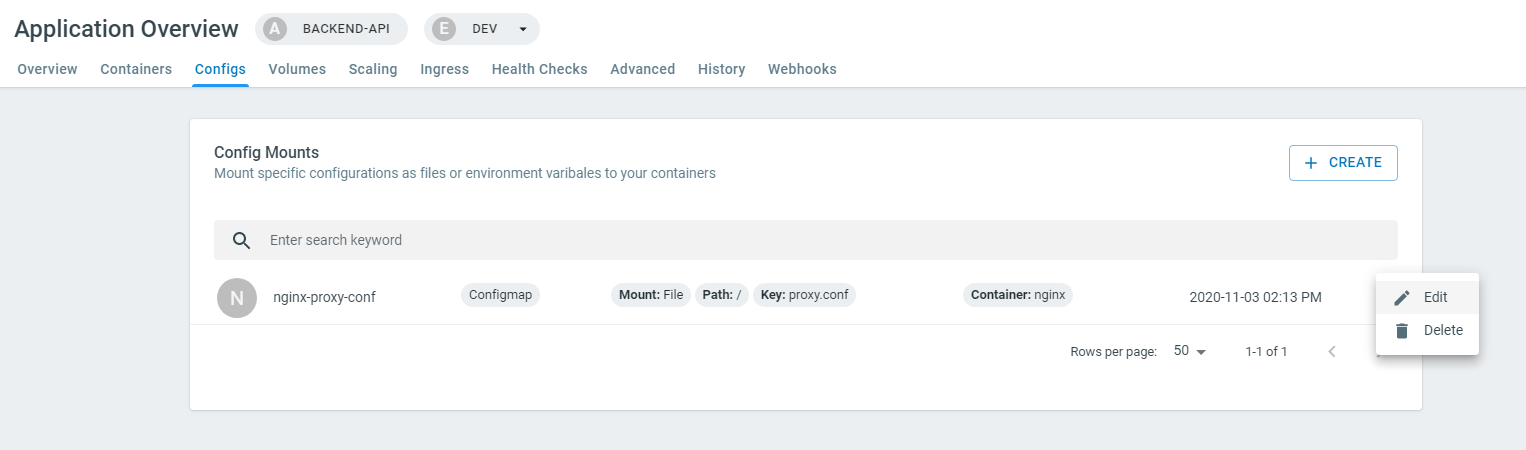 Application Overview A BACKEND-API E DEV
Overview Containers Configs Volumes Scaling Ingress Health Checks Advanced History Webhooks
Config Mounts
Mount specific configurations as files or environment varibales to your containers
CREATE
Enter search keyword
N nginx-proxy-conf Configmap Mount: File Path: / Key: proxy.conf Container: nginx 2020-11-03 02:13 PM
Edit
Delete
Rows per page: 50 1-1 of 1